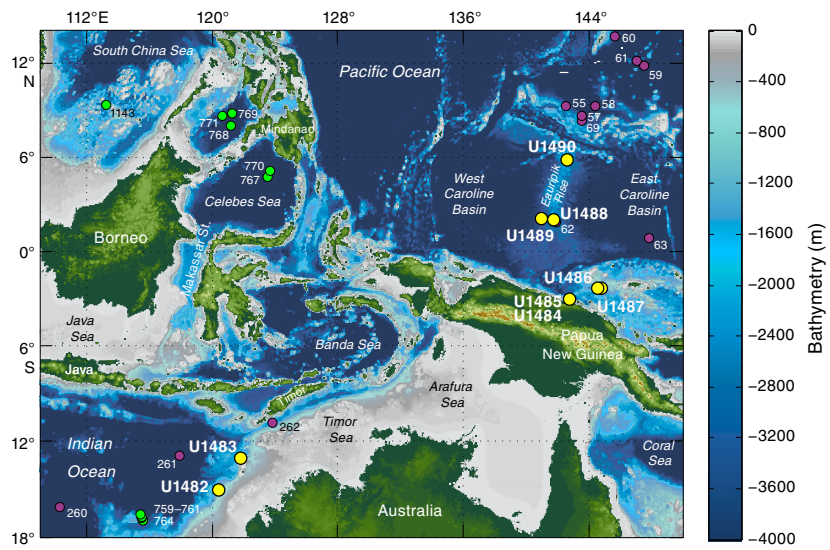 112°E
120°
128°
136°
144°
12°
N
6°
0°
6°
S
12°
18°
South China Sea
1143
771
769
768
Mindanao
770
767
Celebes Sea
Borneo
Makassar St.
Java
Sea
Java
Banda Sea
Timor
Timor
Sea
Arafura
Sea
262
Indian
Ocean
261
260
759–761,
764
U1483
U1482
Australia
Pacific Ocean
60
61
59
55
58
57
69
U1490
West
Caroline
Basin
Eauripik
Rise
East
Caroline
Basin
U1488
62
U1489
63
U1486
U1485
U1484
U1487
Papua
New Guinea
Coral
Sea
0
−400
−800
−1200
−1600
−2000
−2400
−2800
−3200
−3600
−4000
Bathymetry (m)